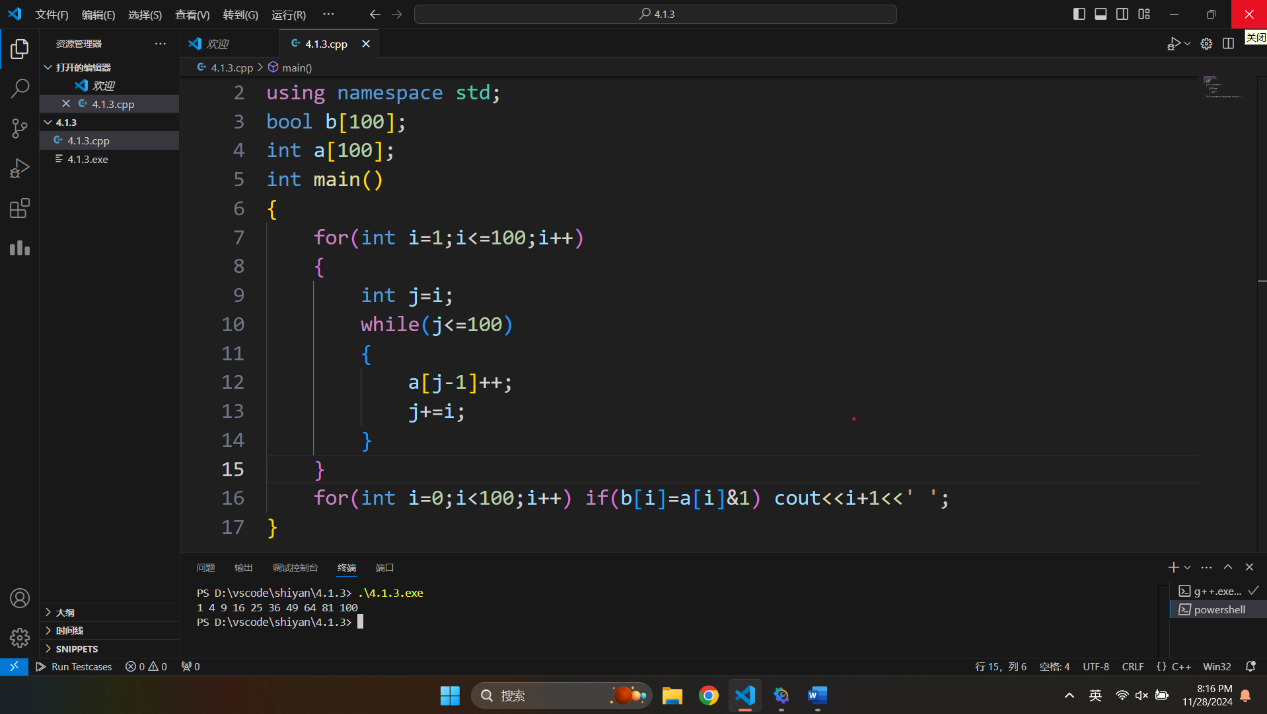 文件(F) 编辑(E) 选择(S) 查看(V) 转到(G) 运行(R) ··· 4.1.3
关闭
资源管理器 ···
欢迎 4.1.3.cpp
4.1.3.cpp > main()
打开的编辑器
欢迎
4.1.3.cpp
4.1.3
4.1.3.cpp
4.1.3.exe
2 using namespace std;
3 bool b[100];
4 int a[100];
5 int main()
6 {
7 for(int i=1;i<=100;i++)
8 {
9 int j=i;
10 while(j<=100)
11 {
12 a[j-1]++;
13 j+=i;
14 }
15 }
16 for(int i=0;i<100;i++) if(b[i]=a[i]&1) cout<<i+1<<' ';
17 }
问题 输出 调试控制台 终端 端口
PS D:\vscode\shiyan\4.1.3> .\4.1.3.exe
1 4 9 16 25 36 49 64 81 100
PS D:\vscode\shiyan\4.1.3>
g++.exe...
powershell
大纲
时间线
SNIPPETS
Run Testcases 0 0 0 行 15，列 6 空格: 4 UTF-8 CRLF {} C++ Win32
搜索
英
8:16 PM
11/28/2024